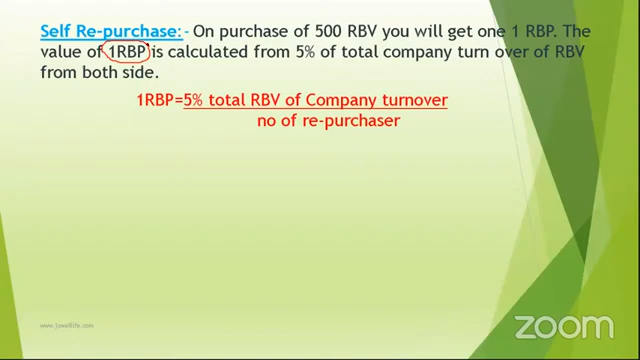 Self Re-purchase:- On purchase of 500 RBV you will get one 1 RBP. The
value of 1RBP is calculated from 5% of total company turn over of RBV
from both side.
1RBP=5% total RBV of Company turnover
no of re-purchaser
www.jowellife.com
zoom